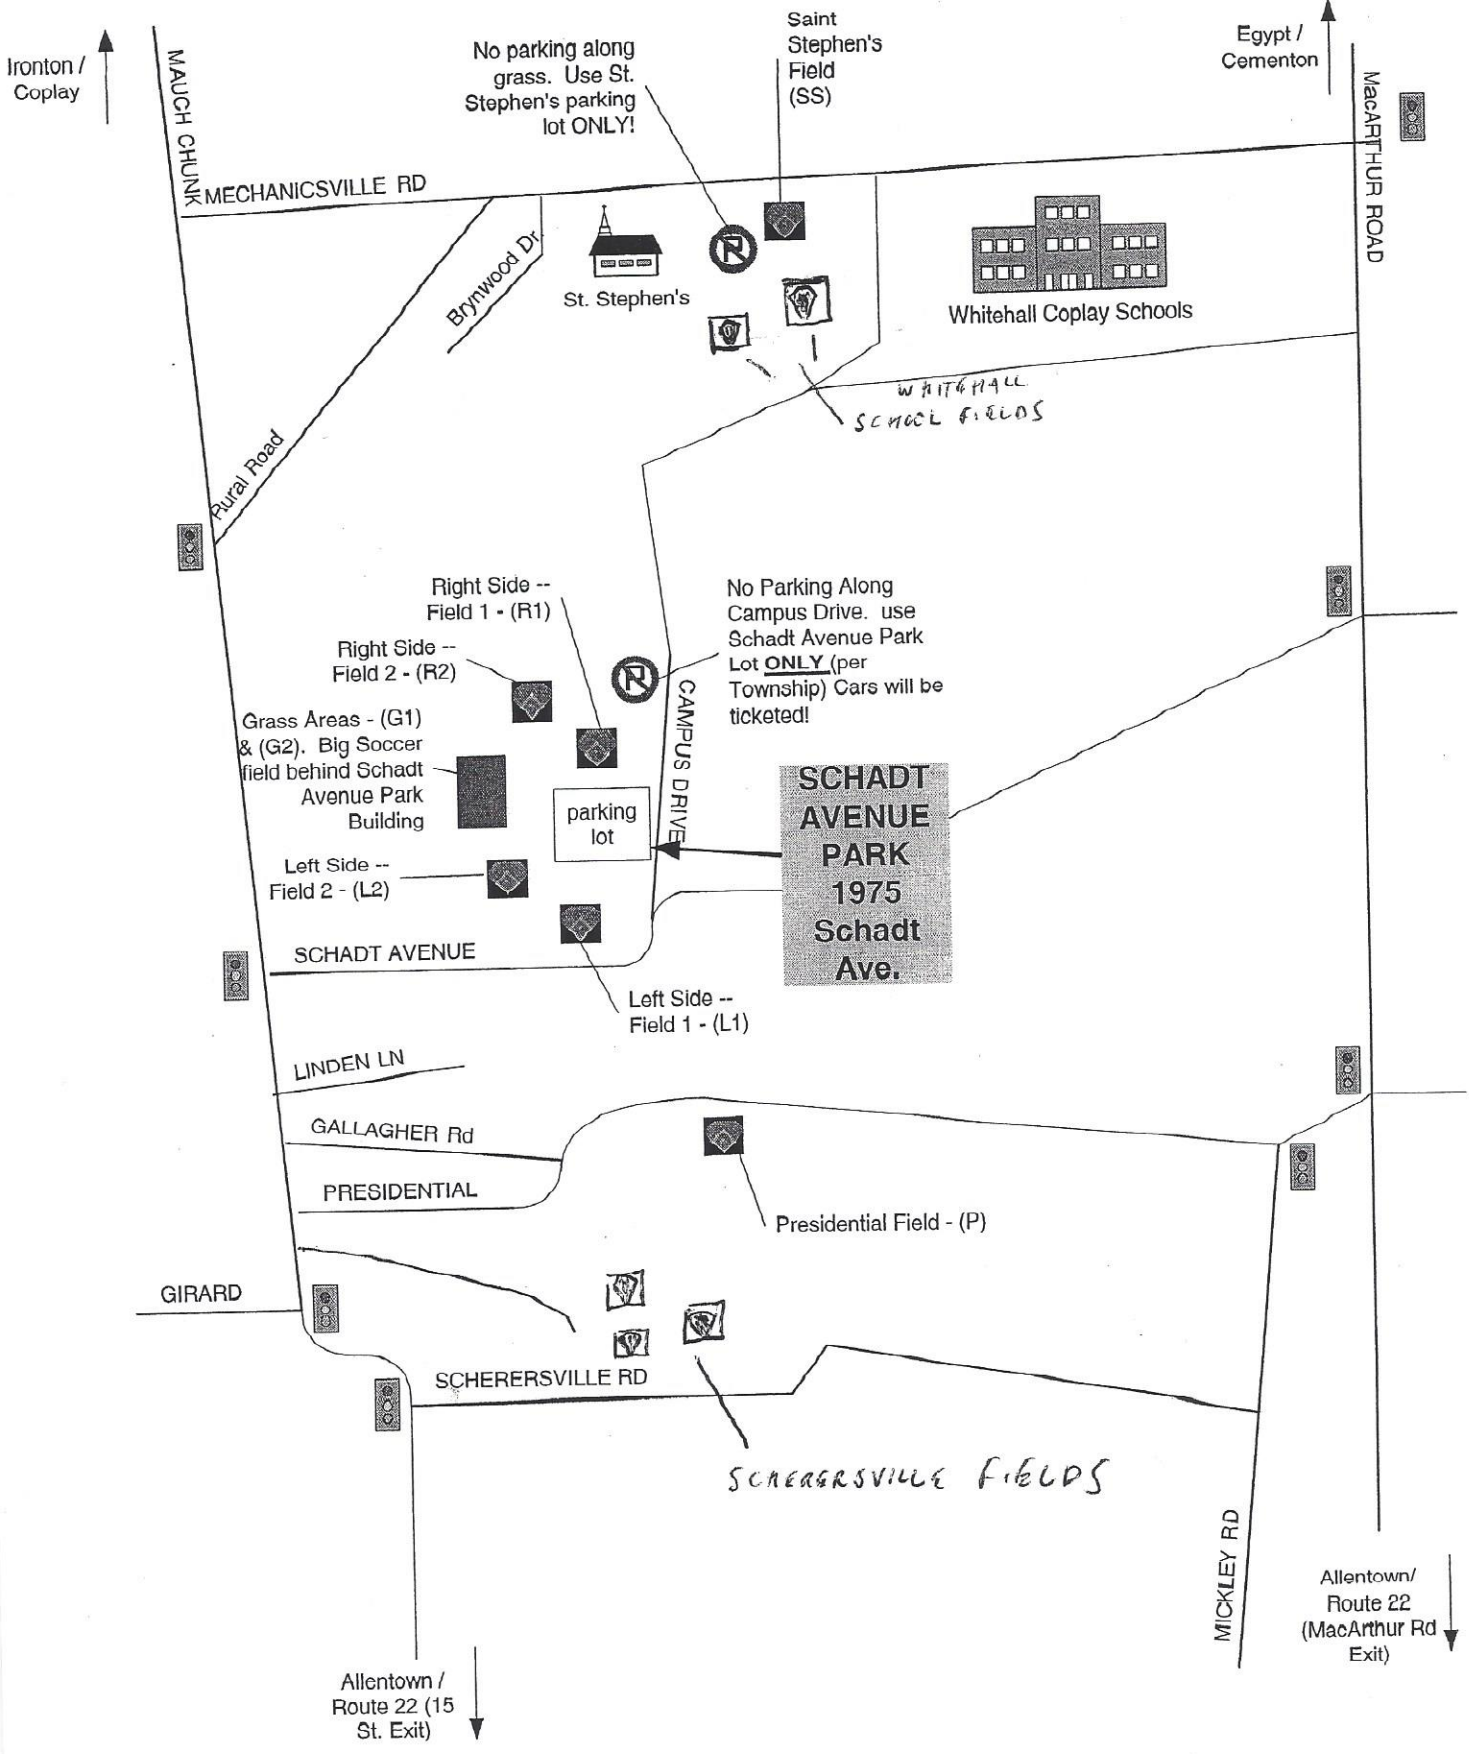 Ironton /
Coplay
MAUCH CHUNK
No parking along
grass. Use St.
Stephen's parking
lot ONLY!
Saint
Stephen's
Field
(SS)
Egypt /
Cementon
MacARTHUR ROAD
MECHANICSVILLE RD
Brynwood Dr.
St. Stephen's
Whitehall Coplay Schools
WHITEHALL
SCHOOL FIELDS
Rural Road
Right Side --
Field 1 - (R1)
Right Side --
Field 2 - (R2)
No Parking Along
Campus Drive. use
Schadt Avenue Park
Lot ONLY (per
Township) Cars will be
ticketed!
Grass Areas - (G1)
& (G2). Big Soccer
field behind Schadt
Avenue Park
Building
CAMPUS DRIVE
parking
lot
SCHADT
AVENUE
PARK
1975
Schadt
Ave.
Left Side --
Field 2 - (L2)
SCHADT AVENUE
Left Side --
Field 1 - (L1)
LINDEN LN
GALLAGHER Rd
PRESIDENTIAL
Presidential Field - (P)
GIRARD
SCHERERSVILLE RD
SCHERERSVILLE FIELDS
MICKLEY RD
Allentown/
Route 22
(MacArthur Rd
Exit)
Allentown /
Route 22 (15
St. Exit)